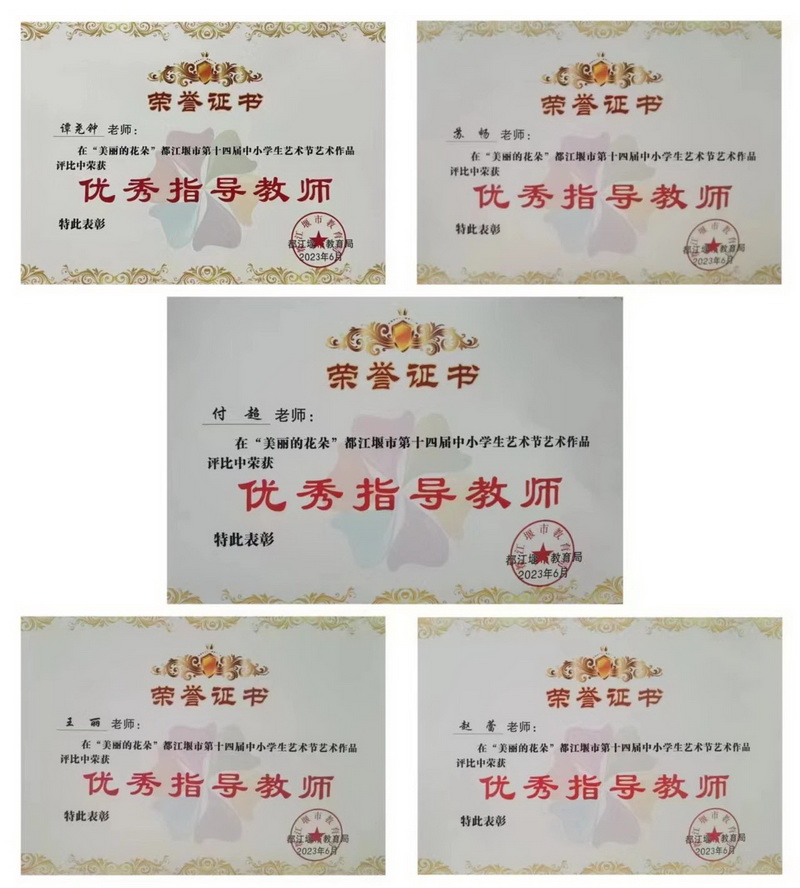 荣誉证书
谭尧钟 老师：
在“美丽的花朵”都江堰市第十四届中小学生艺术节艺术作品
评比中荣获
优秀指导教师
特此表彰
都江堰市教育局
2023年6月
荣誉证书
苏畅 老师：
在“美丽的花朵”都江堰市第十四届中小学生艺术节艺术作品
评比中荣获
优秀指导教师
特此表彰
都江堰市教育局
2023年6月
荣誉证书
付超 老师：
在“美丽的花朵”都江堰市第十四届中小学生艺术节艺术作品
评比中荣获
优秀指导教师
特此表彰
都江堰市教育局
2023年6月
荣誉证书
王丽 老师：
在“美丽的花朵”都江堰市第十四届中小学生艺术节艺术作品
评比中荣获
优秀指导教师
特此表彰
都江堰市教育局
2023年6月
荣誉证书
赵蕾 老师：
在“美丽的花朵”都江堰市第十四届中小学生艺术节艺术作品
评比中荣获
优秀指导教师
特此表彰
都江堰市教育局
2023年6月